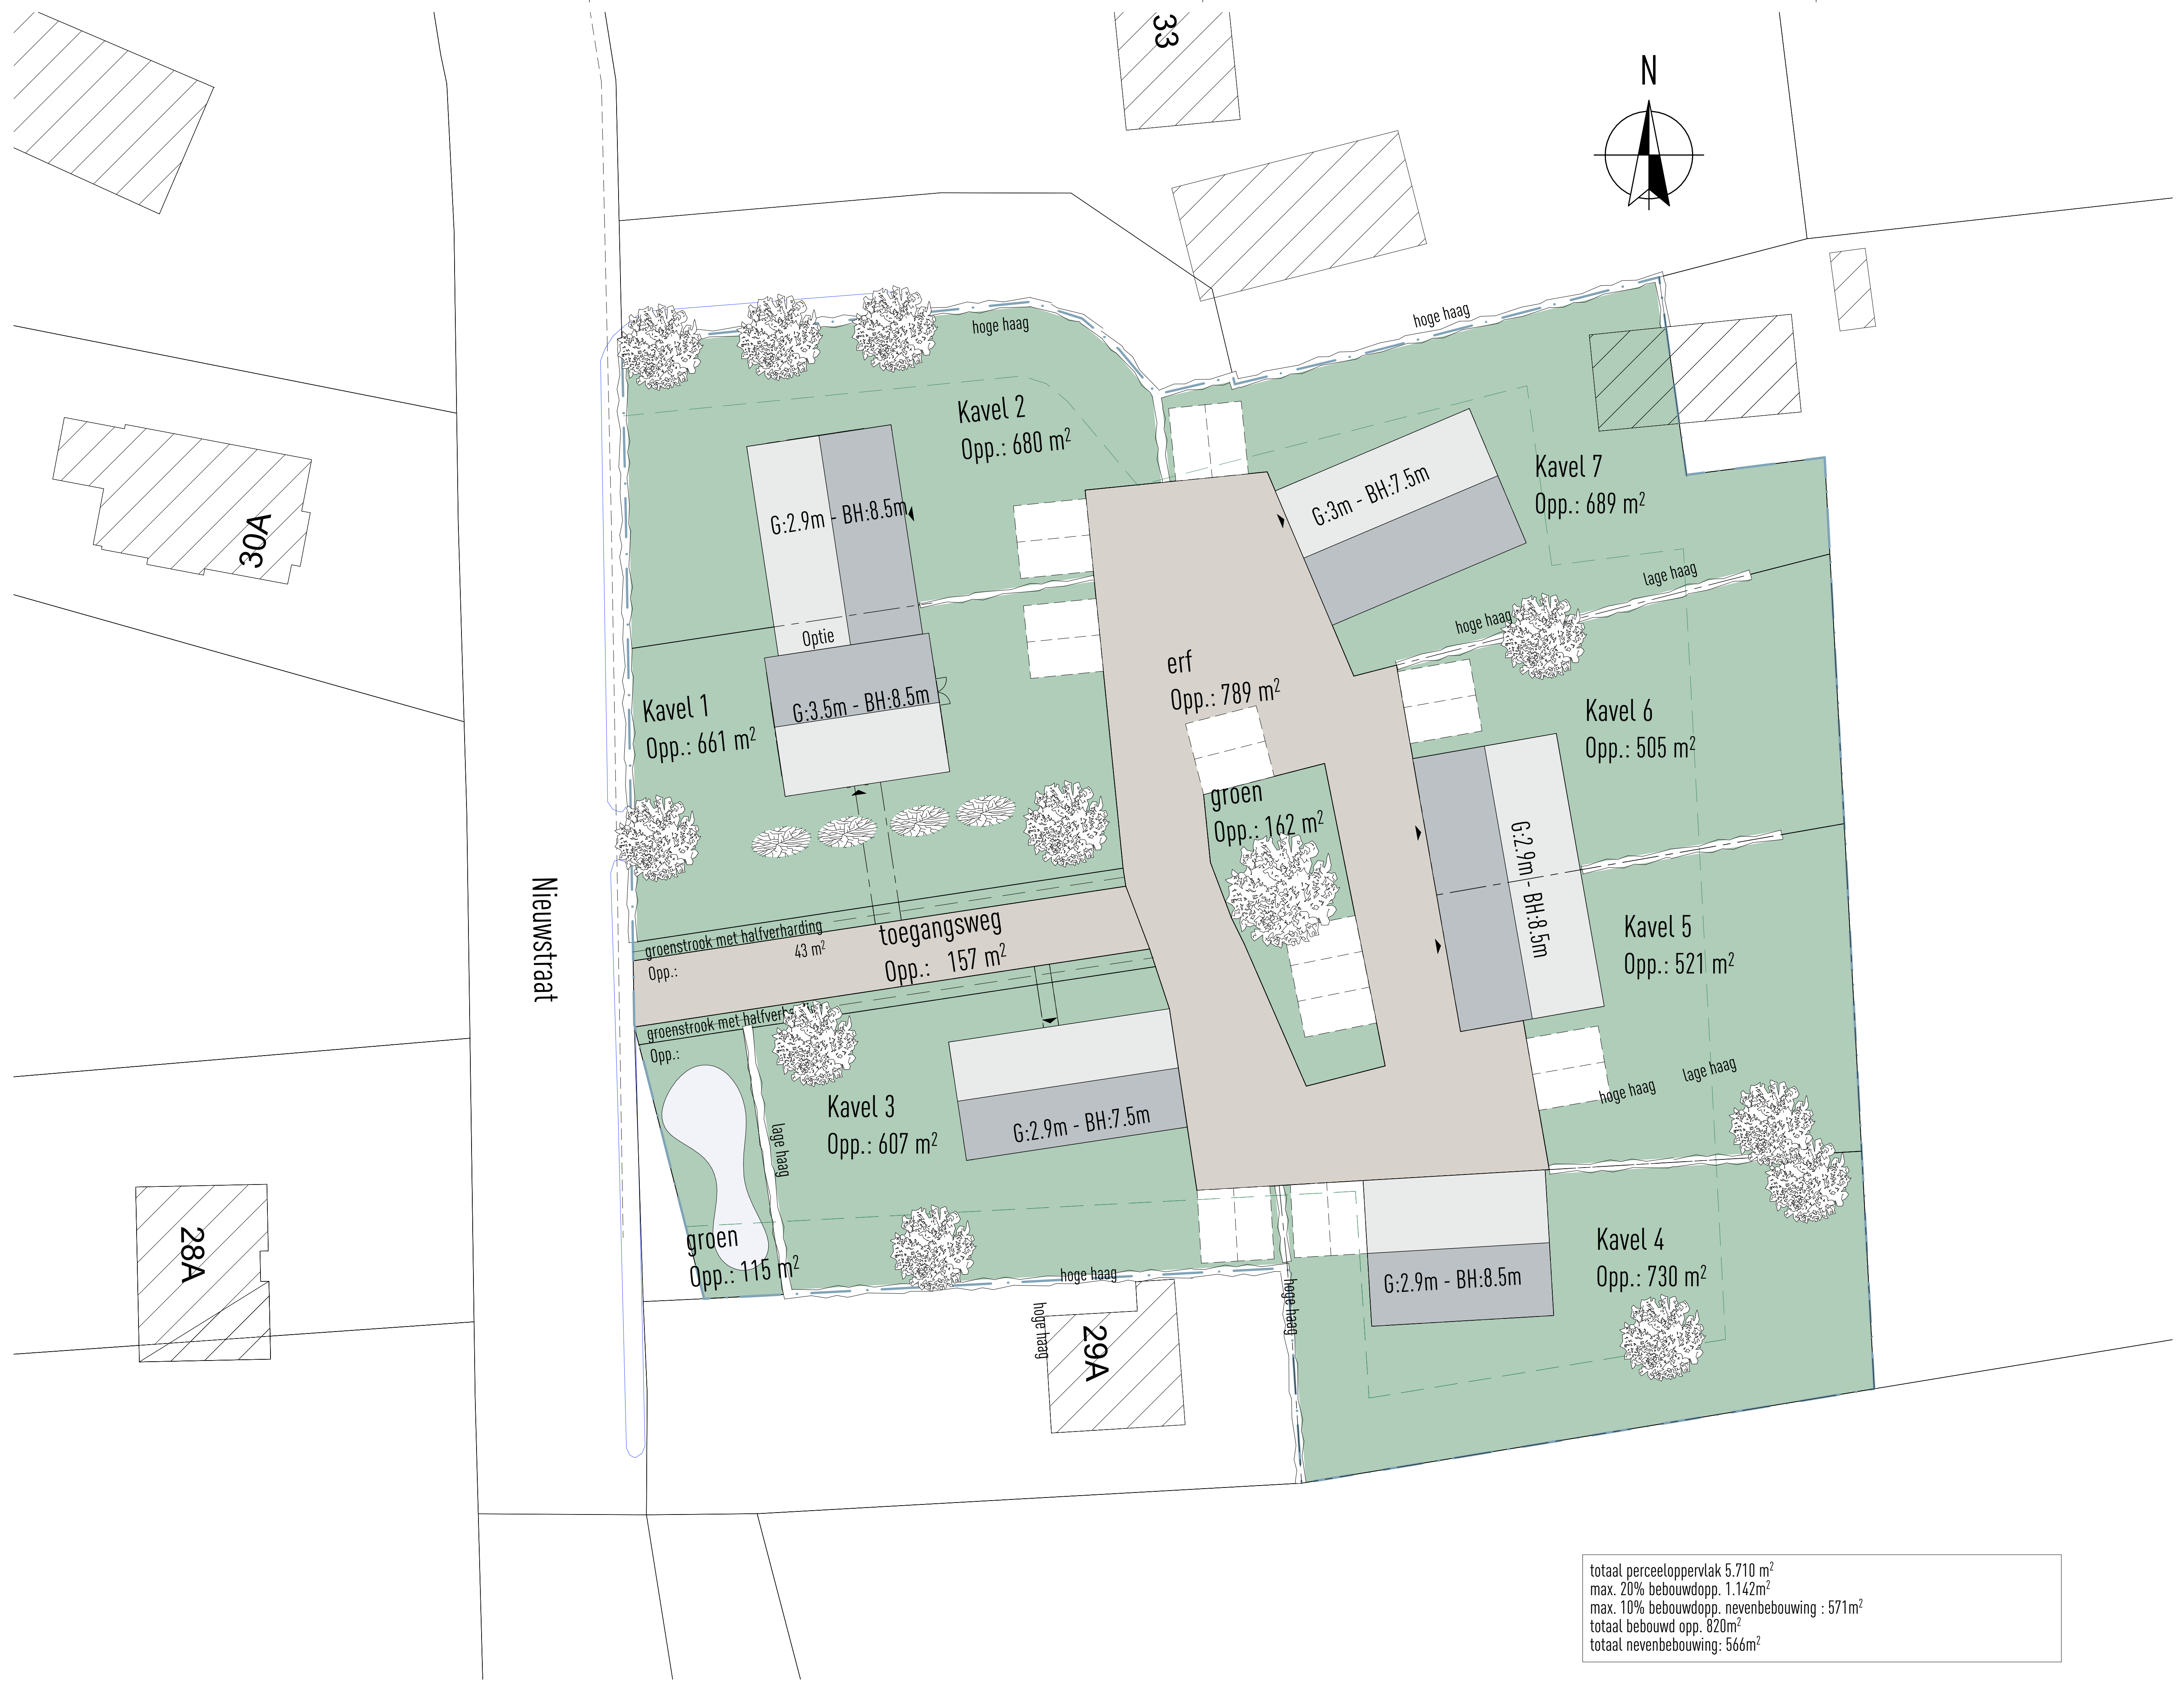 33
N
hoge haag
hoge haag
Kavel 2
Opp.: 680 m²
G:2.9m - BH:8.5m
G:3m - BH:7.5m
Kavel 7
Opp.: 689 m²
30A
lage haag
hoge haag
Optie
erf
Opp.: 789 m²
Kavel 1
Opp.: 661 m²
G:3.5m - BH:8.5m
Kavel 6
Opp.: 505 m²
groen
Opp.: 162 m²
G:2.9m - BH:8.5m
Nieuwstraat
groenstrook met halfverharding
43 m²
Opp.:
toegangsweg
Opp.: 157 m²
Kavel 5
Opp.: 521 m²
groenstrook met halfverharding
Opp.:
Kavel 3
Opp.: 607 m²
G:2.9m - BH:7.5m
lage haag
hoge haag
lage haag
28A
groen
Opp.: 115 m²
hoge haag
hoge haag
29A
hoge haag
Kavel 4
Opp.: 730 m²
G:2.9m - BH:8.5m
totaal perceeloppervlak 5.710 m²
max. 20% bebouwdopp. 1.142m²
max. 10% bebouwdopp. nevenbebouwing : 571m²
totaal bebouwd opp. 820m²
totaal nevenbebouwing: 566m²